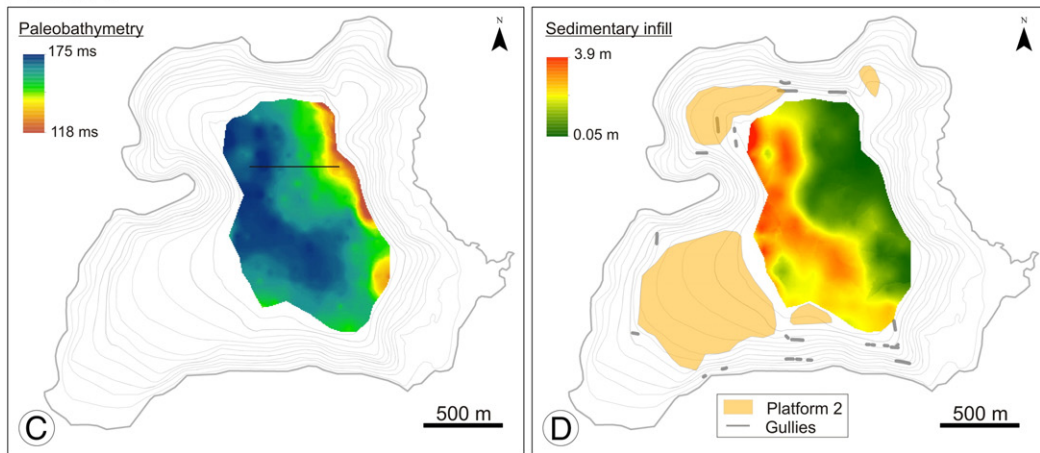 Paleobathymetry
175 ms
118 ms
N
C
500 m
Sedimentary infill
3.9 m
0.05 m
N
Platform 2
Gullies
D
500 m